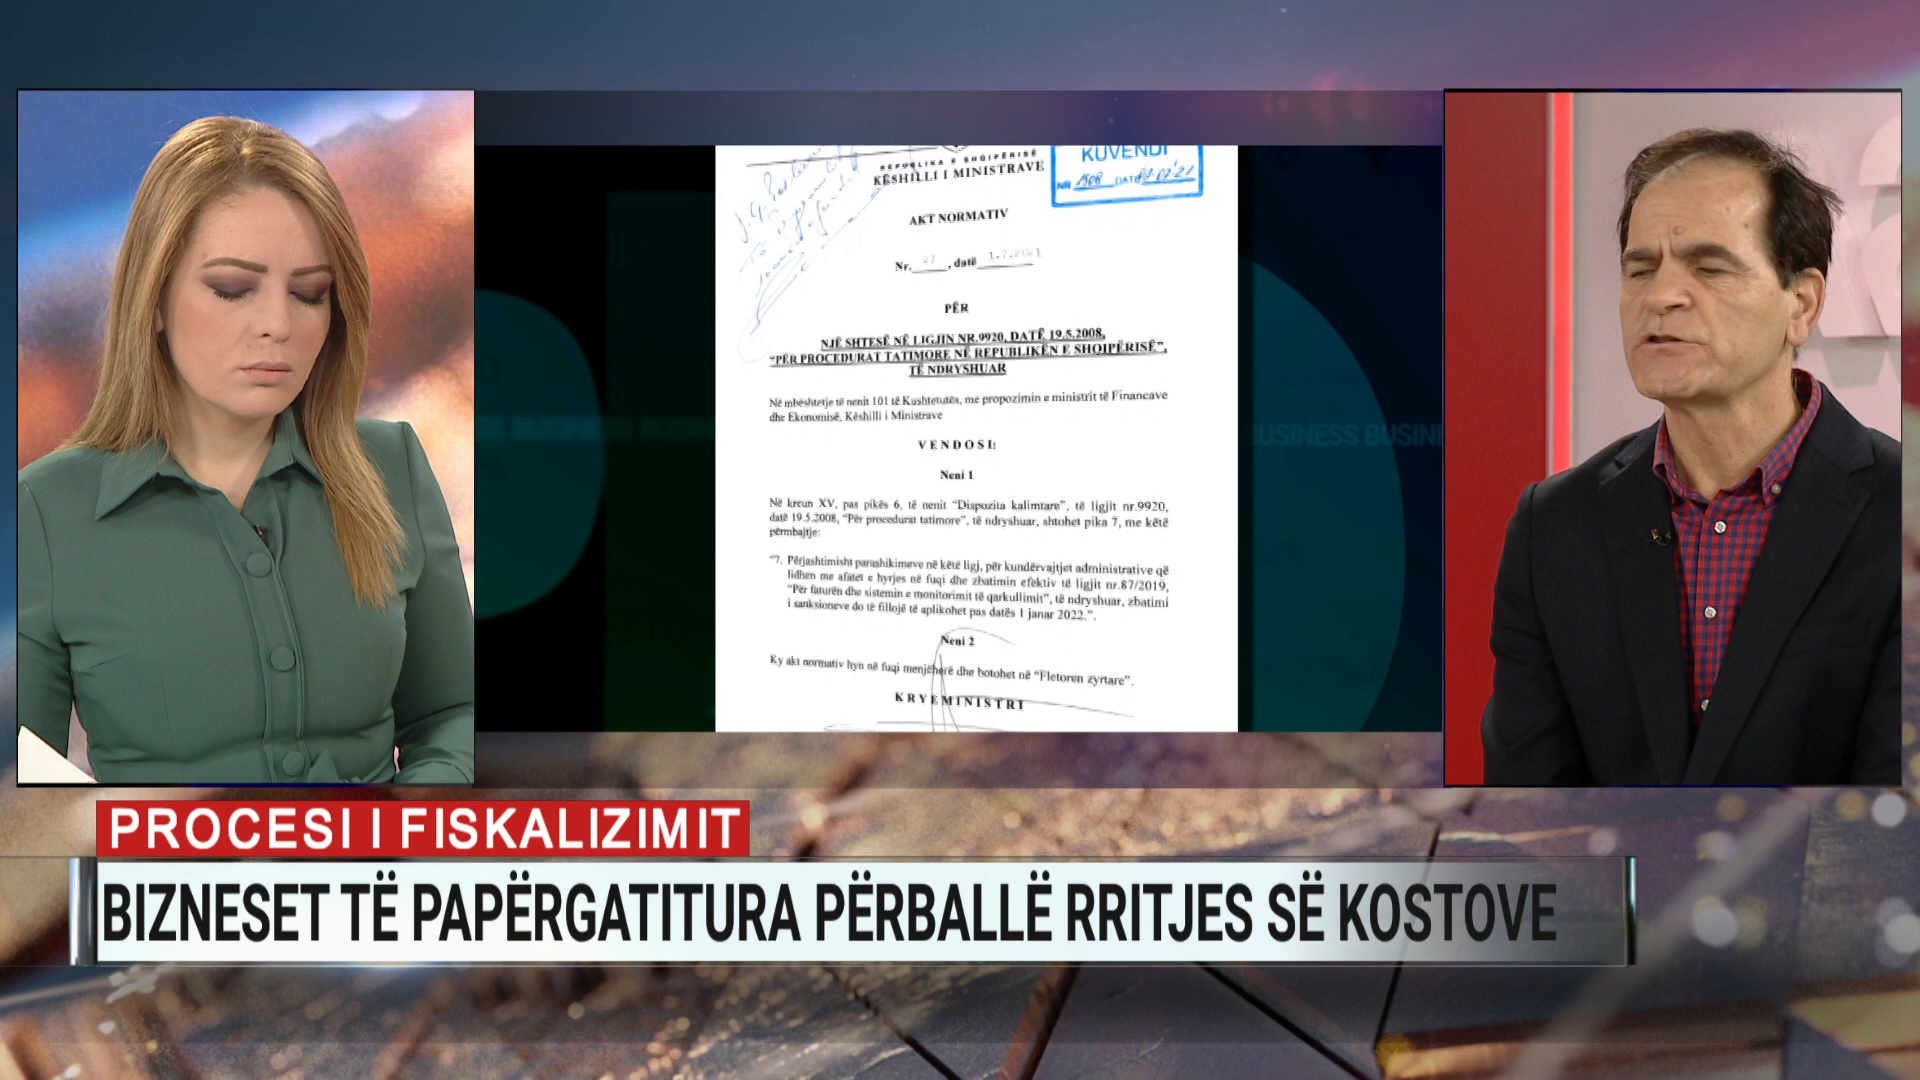 REPUBLIKA E SHQIPËRISË
KËSHILLI I MINISTRAVE
KUVENDI
NR 1508 DATË
AKT NORMATIV
Nr. 27, datë 1.7.2021
PËR
NJË SHTESË NË LIGJIN NR.9920, DATË 19.5.2008,
“PËR PROCEDURAT TATIMORE NË REPUBLIKËN E SHQIPËRISË”,
TË NDRYSHUAR
Në mbështetje të nenit 101 të Kushtetutës, me propozimin e ministrit të Financave
dhe Ekonomisë, Këshilli i Ministrave
VENDOSI:
Neni 1
Në kreun XV, pas pikës 6, të nenit “Dispozita kalimtare”, të ligjit nr.9920,
datë 19.5.2008, “Për procedurat tatimore”, të ndryshuar, shtohet pika 7, me këtë
përmbajtje:
“7. Përjashtimisht parashikimeve në këtë ligj, për kundërvajtjet administrative që
lidhen me afatet e hyrjes në fuqi dhe zbatimin efektiv të ligjit nr.87/2019,
“Për faturën dhe sistemin e monitorimit të qarkullimit”, të ndryshuar, zbatimi
i sanksioneve do të fillojë të aplikohet pas datës 1 janar 2022.”.
Neni 2
Ky akt normativ hyn në fuqi menjëherë dhe botohet në “Fletoren zyrtare”.
KRYEMINISTRI
BUSINESS BUSINE
PROCESI I FISKALIZIMIT
BIZNESET TË PAPËRGATITURA PËRBALLË RRITJES SË KOSTOVE